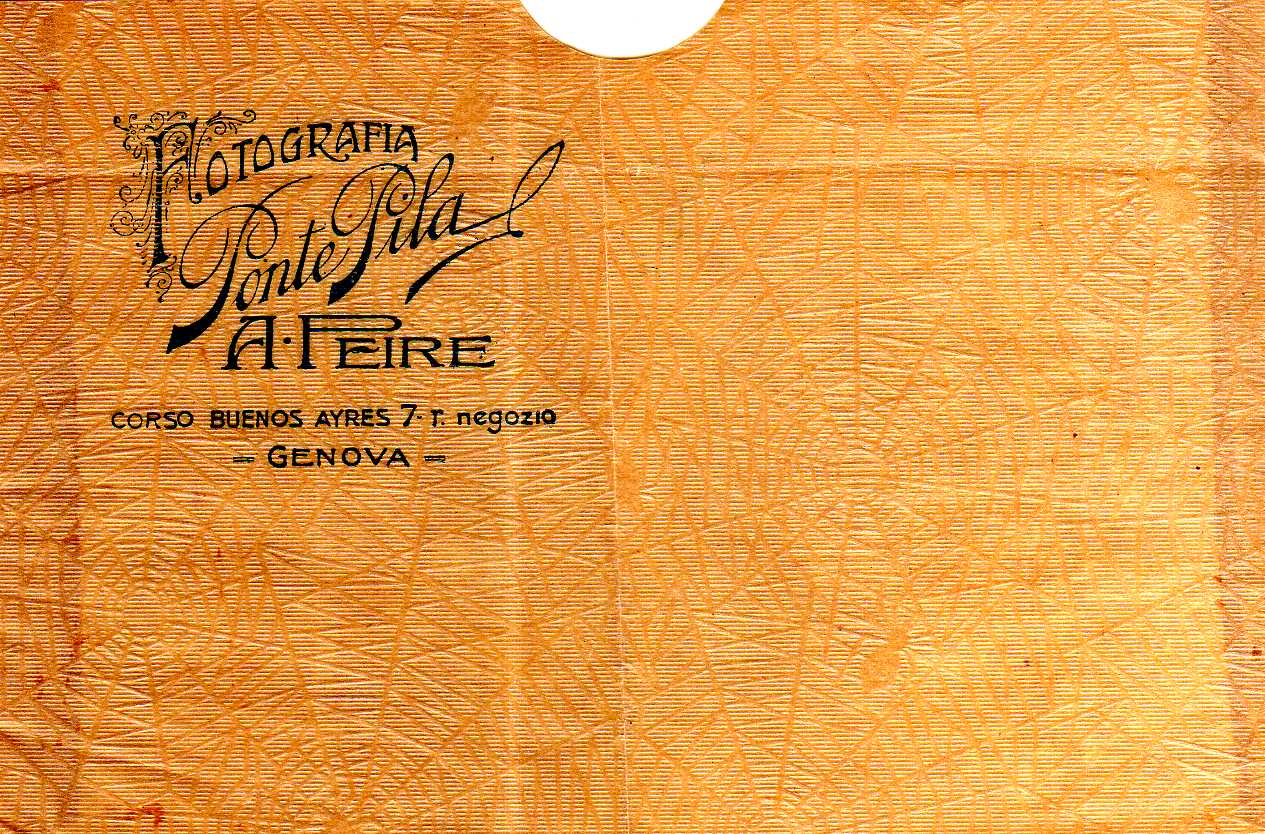 FOTOGRAFIA
Ponte Pila
A. PEIRE
CORSO BUENOS AYRES 7- r. negozio
- GENOVA -